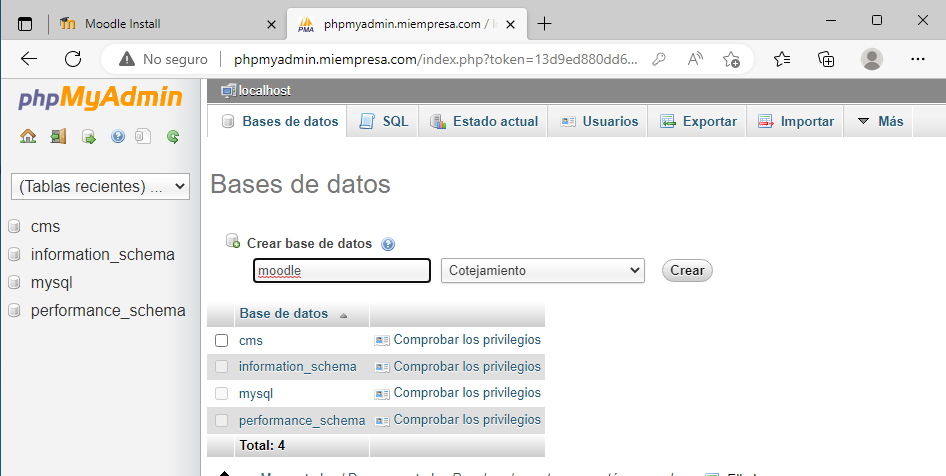 Moodle Install
phpmyadmin.miempresa.com / l
No seguro
phpmyadmin.miempresa.com/index.php?token=13d9ed880dd6...
phpMyAdmin
(Tablas recientes) ...
cms
information_schema
mysql
performance_schema
localhost
Bases de datos
SQL
Estado actual
Usuarios
Exportar
Importar
Más
Bases de datos
Crear base de datos
moodle
Cotejamiento
Crear
Base de datos
cms Comprobar los privilegios
information_schema Comprobar los privilegios
mysql Comprobar los privilegios
performance_schema Comprobar los privilegios
Total: 4